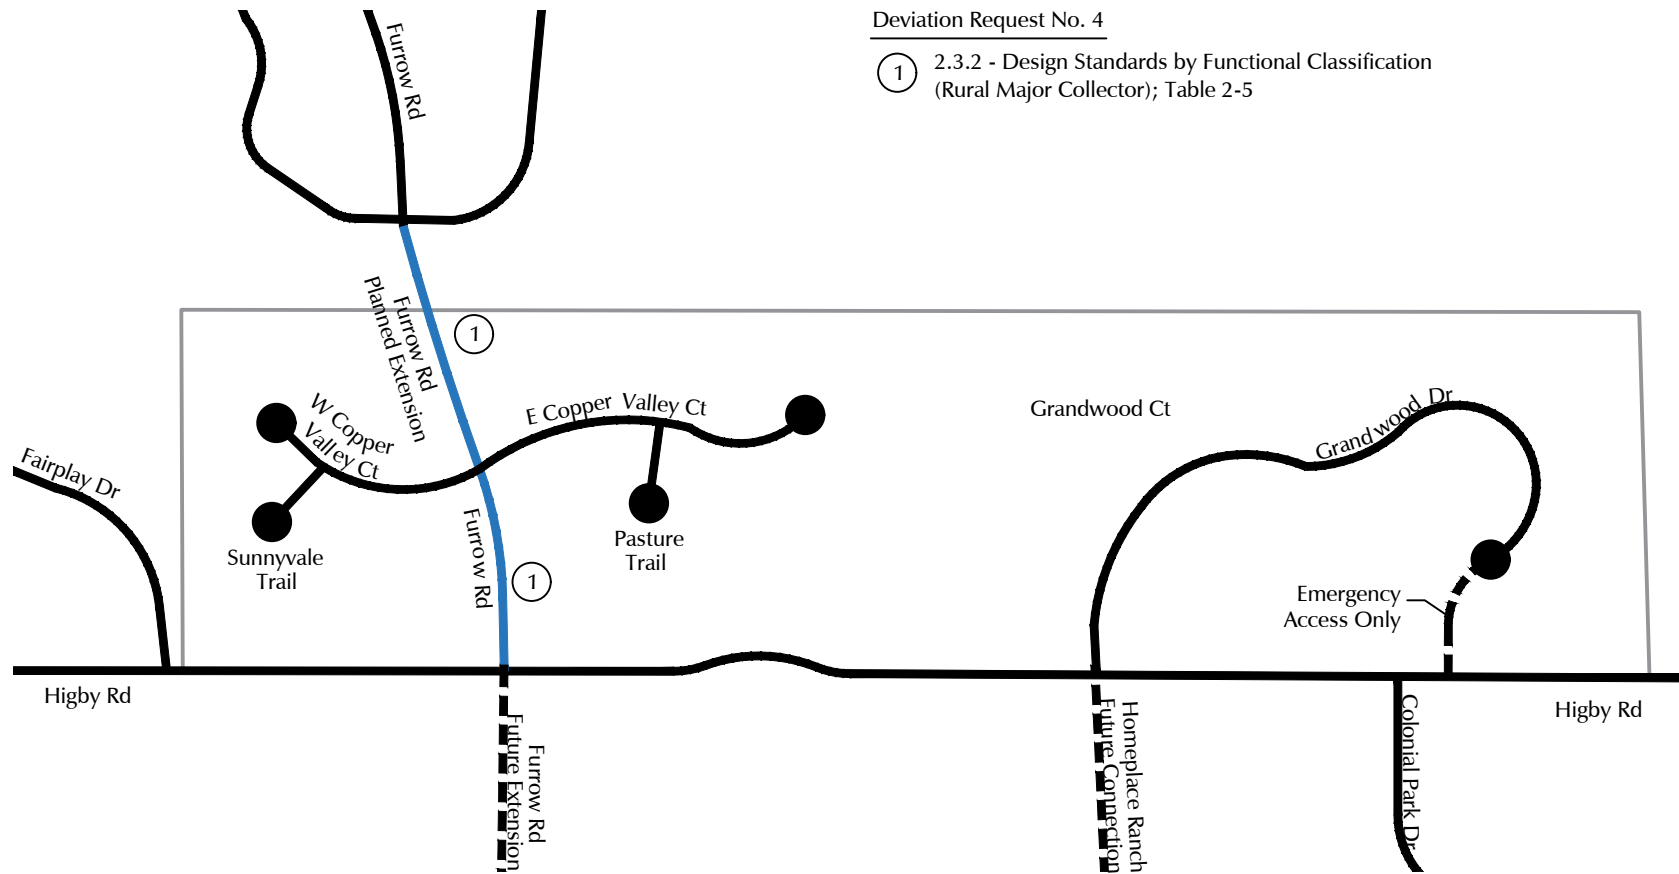 Deviation Request No. 4
1
2.3.2 - Design Standards by Functional Classification
(Rural Major Collector); Table 2-5
Furrow Rd
Furrow Rd
Planned Extension
1
W Copper
Valley Ct
E Copper Valley Ct
Grandwood Ct
Grandwood Dr
Fairplay Dr
Sunnyvale
Trail
Furrow Rd
1
Pasture
Trail
Emergency
Access Only
Higby Rd
Furrow Rd
Future Extension
Homeplace Ranch
Future Connection
Colonial Park Dr
Higby Rd